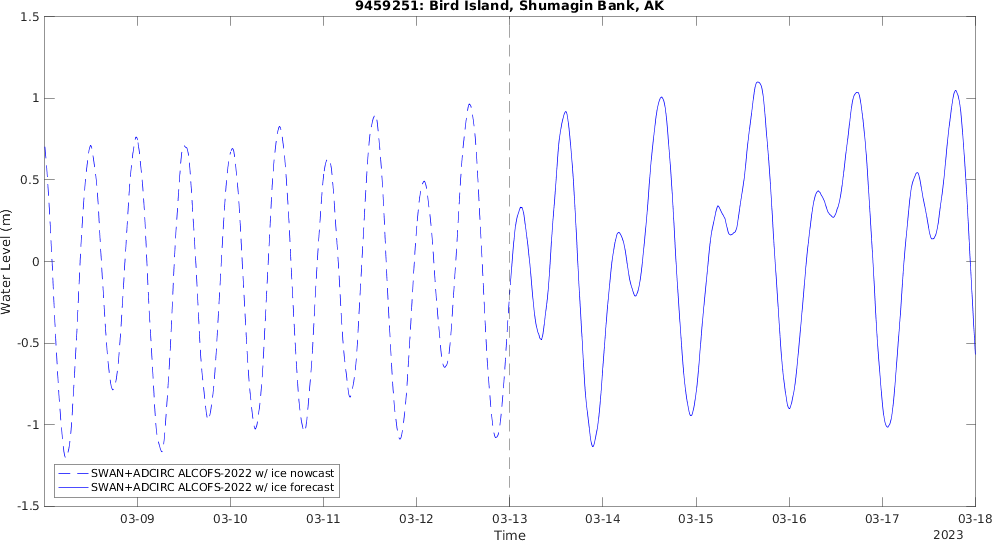 9459251: Bird Island, Shumagin Bank, AK
1.5
1
0.5
0
-0.5
-1
-1.5
Water Level (m)
SWAN+ADCIRC ALCOFS-2022 w/ ice nowcast
SWAN+ADCIRC ALCOFS-2022 w/ ice forecast
03-09 03-10 03-11 03-12 03-13 03-14 03-15 03-16 03-17 03-18
Time
2023